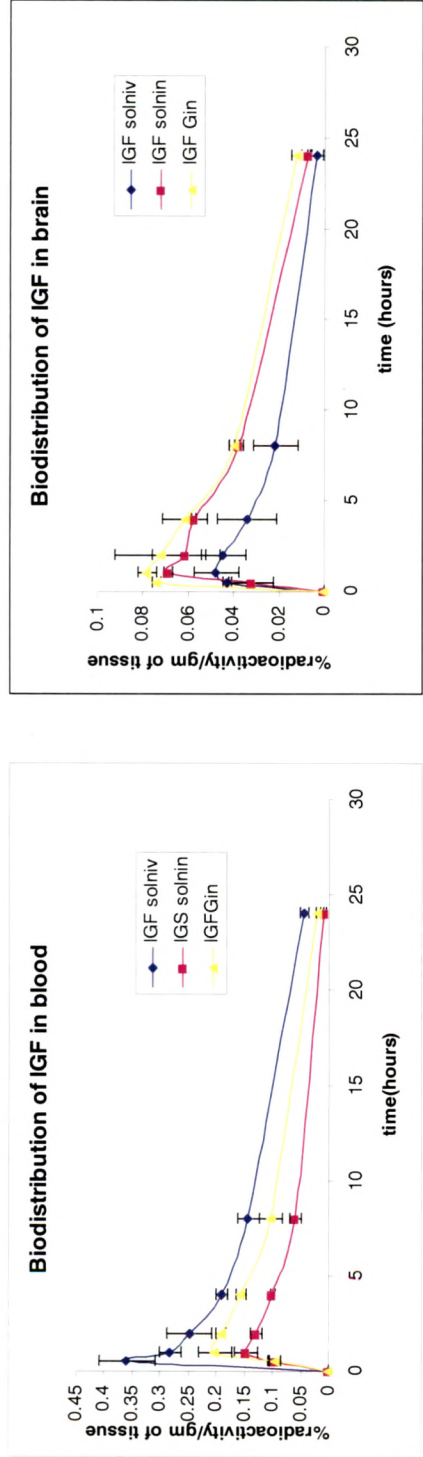 Biodistribution of IGF in blood
%radioactivity/gm of tissue
0.45
0.4
0.35
0.3
0.25
0.2
0.15
0.1
0.05
0
0
5
10
15
20
25
30
time(hours)
IGF solniv
IGS solnin
IGFGin
Biodistribution of IGF in brain
%radioactivity/gm of tissue
0.1
0.08
0.06
0.04
0.02
0
0
5
10
15
20
25
30
time (hours)
IGF solniv
IGF solnin
IGF Gin